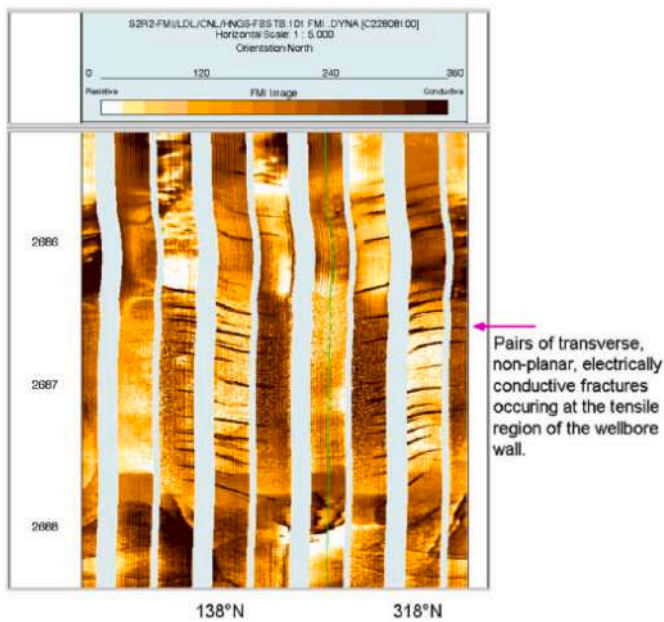 S2R2-FMI/LDL/CNL/HNGS-FBSTB.101 FMI_DYNA [C22808100]
Horizontal Scale: 1 : 5.000
Orientation North
0 120 240 360
Resistive FMI Image Conductive
2686
Pairs of transverse,
non-planar, electrically
conductive fractures
occuring at the tensile
region of the wellbore
wall.
2687
2688
138°N 318°N